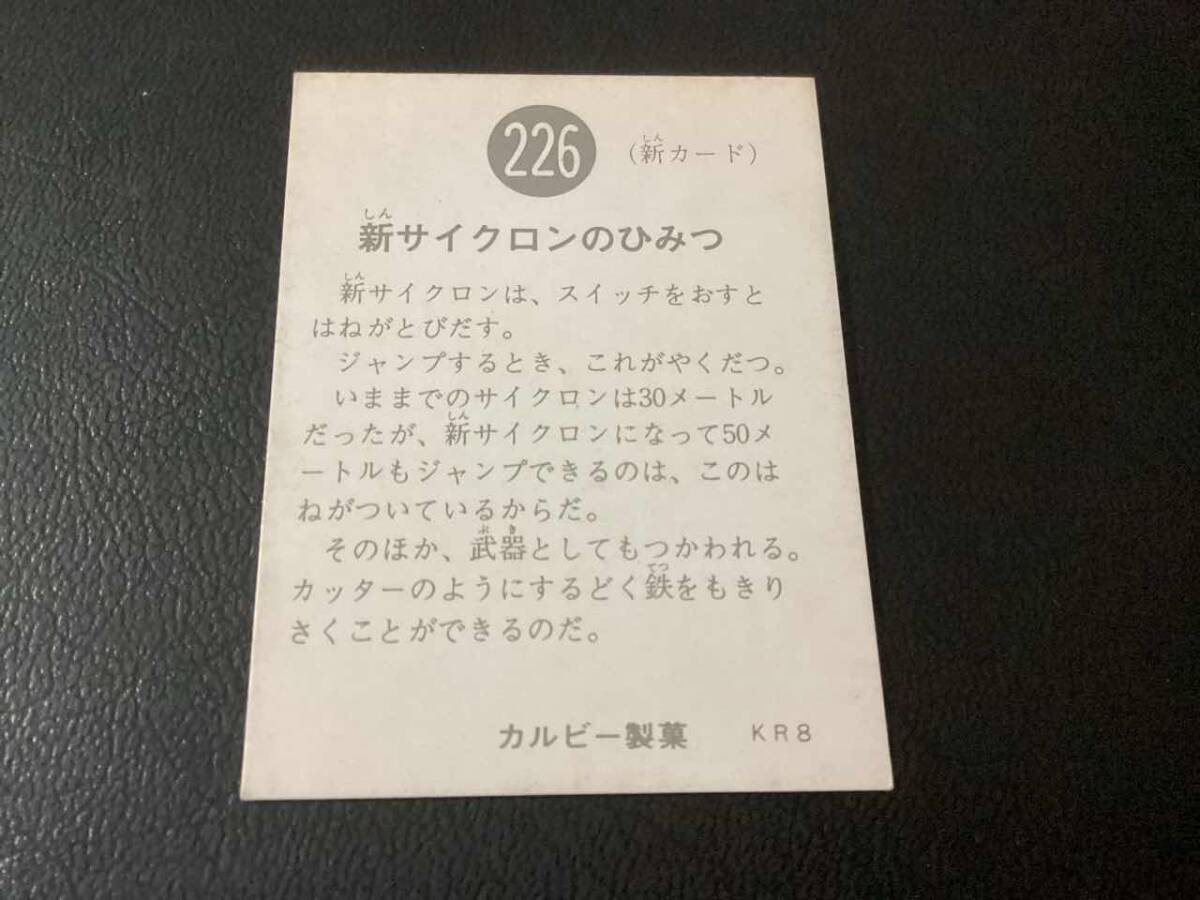 226 (新カード)
新サイクロンのひみつ
新サイクロンは、スイッチをおすと
はねがとびだす。
ジャンプするとき、これがやくだつ。
いままでのサイクロンは30メートル
だったが、新サイクロンになって50メ
ートルもジャンプできるのは、このは
ねがついているからだ。
そのほか、武器としてもつかわれる。
カッターのようにするどく鉄をもきり
さくことができるのだ。
カルビー製菓 KR8